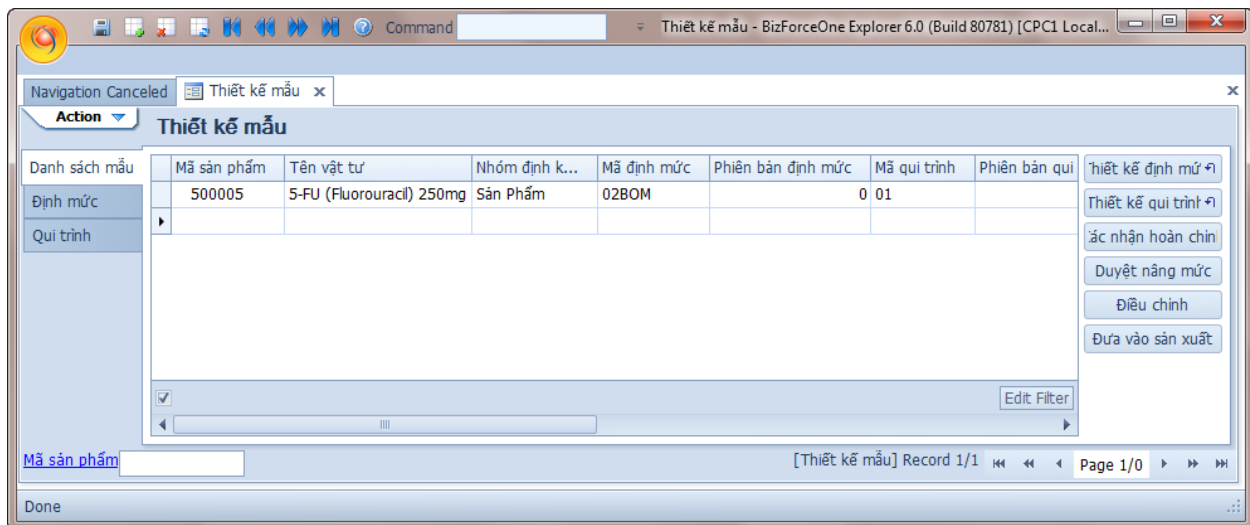 Command
Thiết kế mẫu - BizForceOne Explorer 6.0 (Build 80781) [CPC1 Local...
Navigation Canceled
Thiết kế mẫu
Action
Thiết kế mẫu
Danh sách mẫu
Định mức
Qui trình
Mã sản phẩm Tên vật tư Nhóm định k... Mã định mức Phiên bản định mức Mã qui trình Phiên bản qui
500005 5-FU (Fluorouracil) 250mg Sản Phẩm 02BOM 0 01
Thiết kế định mứ
Thiết kế qui trình
ác nhận hoàn chỉn
Duyệt nâng mức
Điều chỉnh
Đưa vào sản xuất
Edit Filter
Mã sản phẩm
[Thiết kế mẫu] Record 1/1
Page 1/0
Done